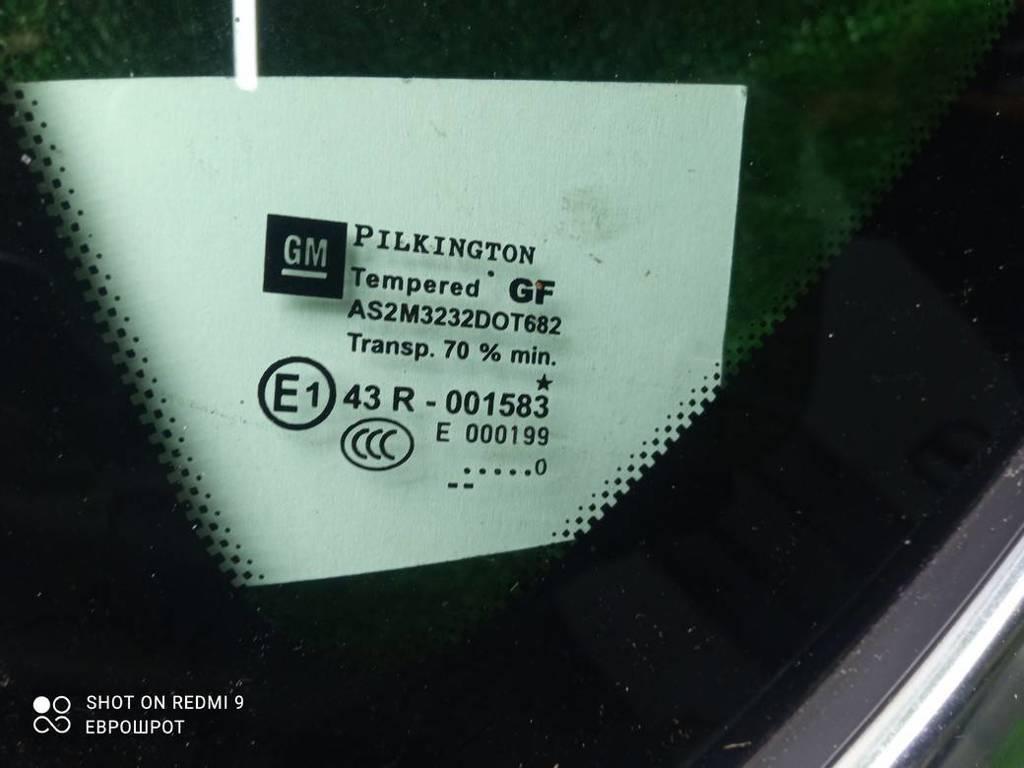 GM
PILKINGTON
Tempered GF
AS2M3232DOT682
Transp. 70 % min.
E1 43 R - 001583
CCC E 000199
.....0
--
SHOT ON REDMI 9
ЕВРОШРОТ